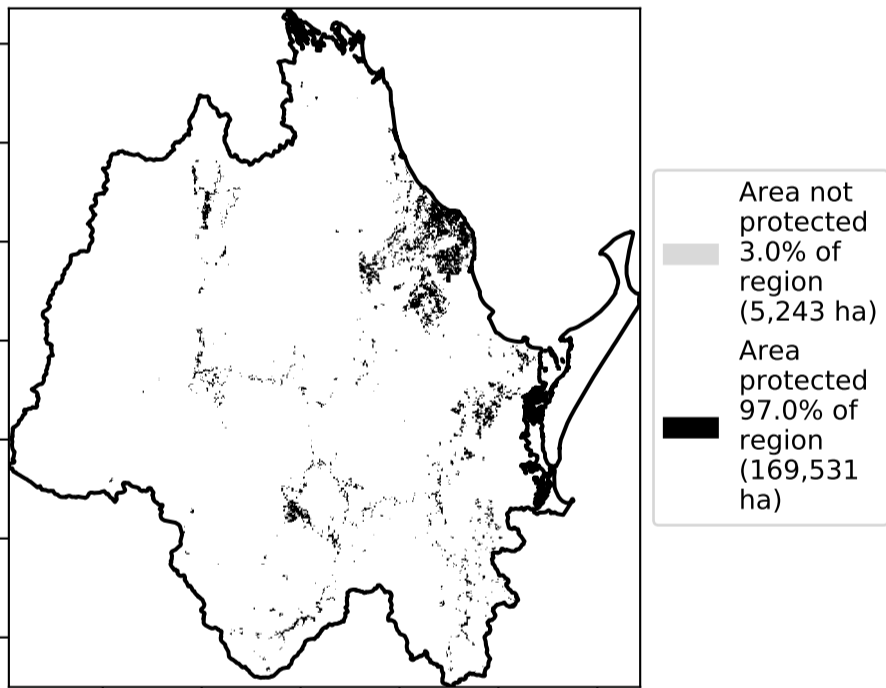 Area not
protected
3.0% of
region
(5,243 ha)
Area
protected
97.0% of
region
(169,531
ha)